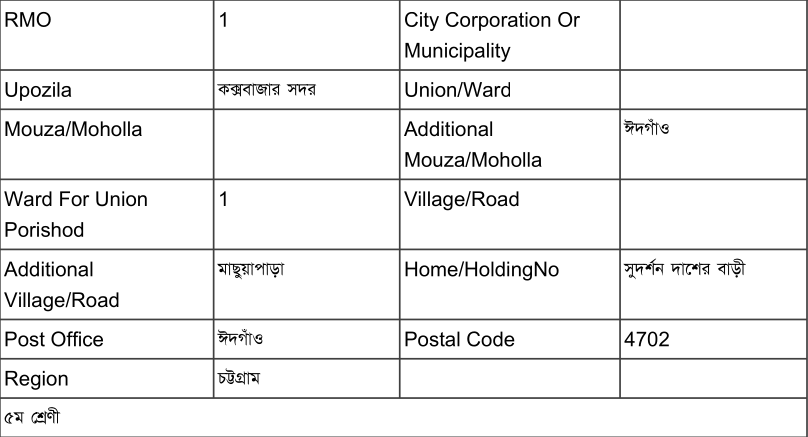 RMO 1 City Corporation Or
Municipality
Upozila কক্সবাজার সদর Union/Ward
Mouza/Moholla Additional ঈদগাঁও
Mouza/Moholla
Ward For Union 1 Village/Road
Porishod
Additional মাছুয়াপাড়া Home/HoldingNo সুদর্শন দাশের বাড়ী
Village/Road
Post Office ঈদগাঁও Postal Code 4702
Region চট্টগ্রাম
৫ম শ্রেণী